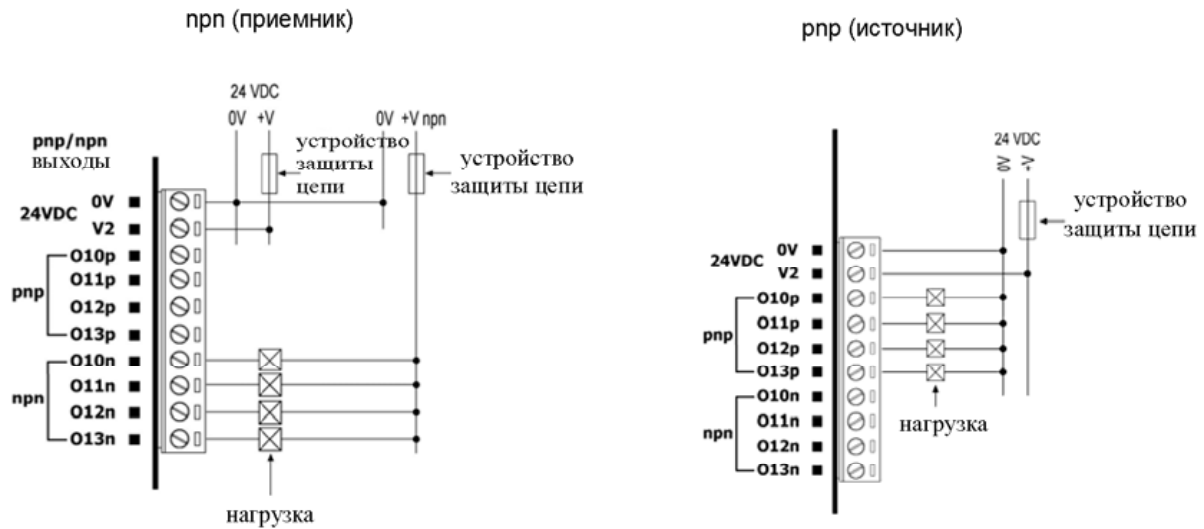 npn (приемник)
24 VDC
0V +V
0V +V npn
pnp/npn
выходы
устройство
защиты
цепи
устройство
защиты цепи
24VDC
0V
V2
pnp
O10p
O11p
O12p
O13p
npn
O10n
O11n
O12n
O13n
нагрузка
pnp (источник)
24 VDC
0V
+V
устройство
защиты цепи
24VDC
0V
V2
pnp
O10p
O11p
O12p
O13p
npn
O10n
O11n
O12n
O13n
нагрузка